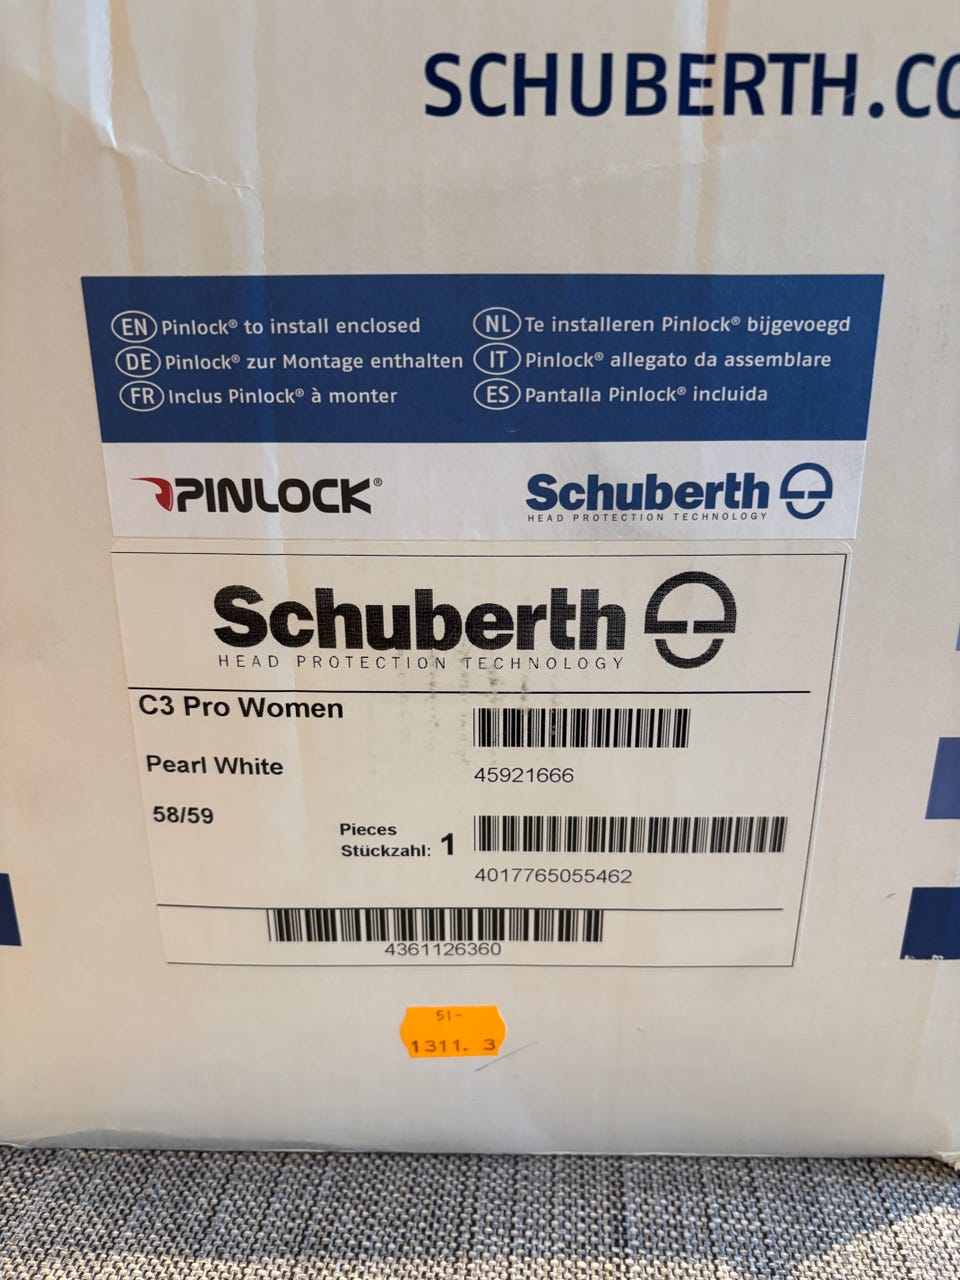 SCHUBERTH.CO
EN Pinlock® to install enclosed
DE Pinlock® zur Montage enthalten
FR Inclus Pinlock® à monter
NL Te installeren Pinlock® bijgevoegd
IT Pinlock® allegato da assemblare
ES Pantalla Pinlock® incluida
PINLOCK®
Schuberth
HEAD PROTECTION TECHNOLOGY
Schuberth
HEAD PROTECTION TECHNOLOGY
C3 Pro Women
Pearl White
45921666
58/59
Pieces
Stückzahl: 1
4017765055462
4361126360
51-
1311. 3